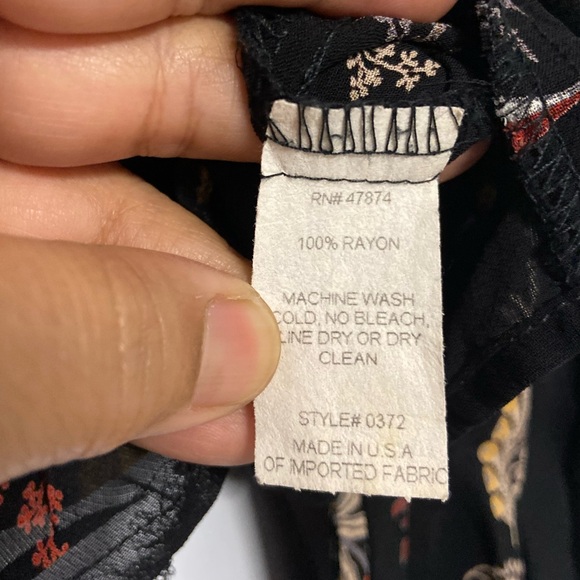 RN# 47874
100% RAYON
MACHINE WASH
COLD, NO BLEACH,
LINE DRY OR DRY
CLEAN
STYLE# 0372
MADE IN U.S.A
OF IMPORTED FABRIC